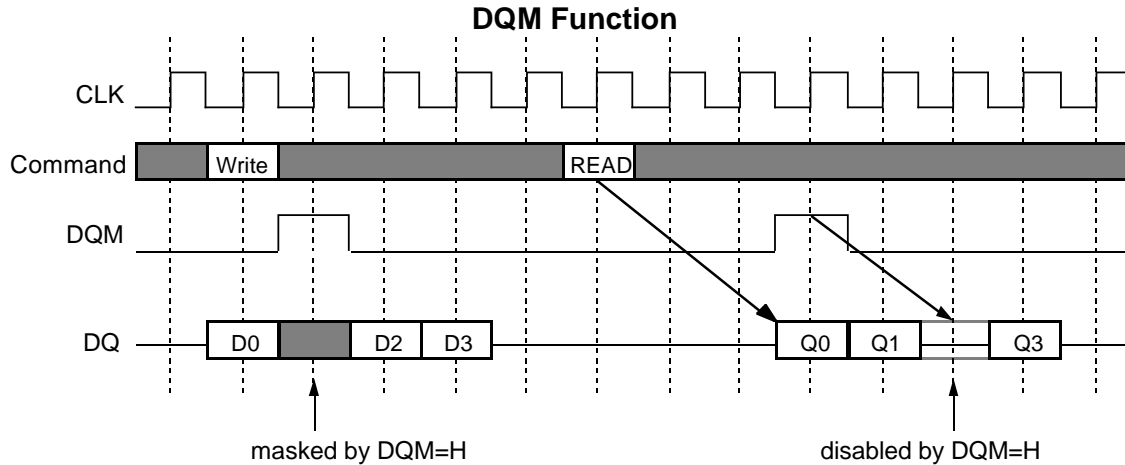 DQM Function
CLK
Command Write READ
DQM
DQ D0 D2 D3 Q0 Q1 Q3
masked by DQM=H disabled by DQM=H